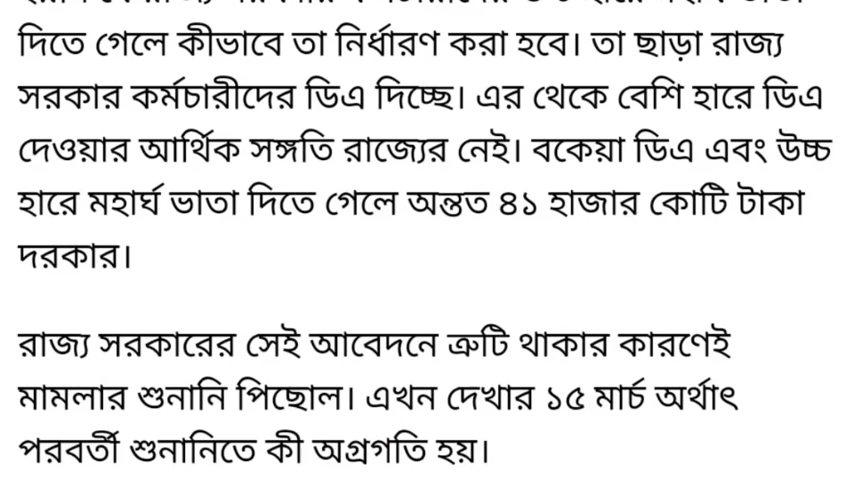 দিতে গেলে কীভাবে তা নির্ধারণ করা হবে। তা ছাড়া রাজ্য
সরকার কর্মচারীদের ডিএ দিচ্ছে। এর থেকে বেশি হারে ডিএ
দেওয়ার আর্থিক সঙ্গতি রাজ্যের নেই। বকেয়া ডিএ এবং উচ্চ
হারে মহার্ঘ ভাতা দিতে গেলে অন্তত ৪১ হাজার কোটি টাকা
দরকার।
রাজ্য সরকারের সেই আবেদনে ত্রুটি থাকার কারণেই
মামলার শুনানি পিছোল। এখন দেখার ১৫ মার্চ অর্থাৎ
পরবর্তী শুনানিতে কী অগ্রগতি হয়।